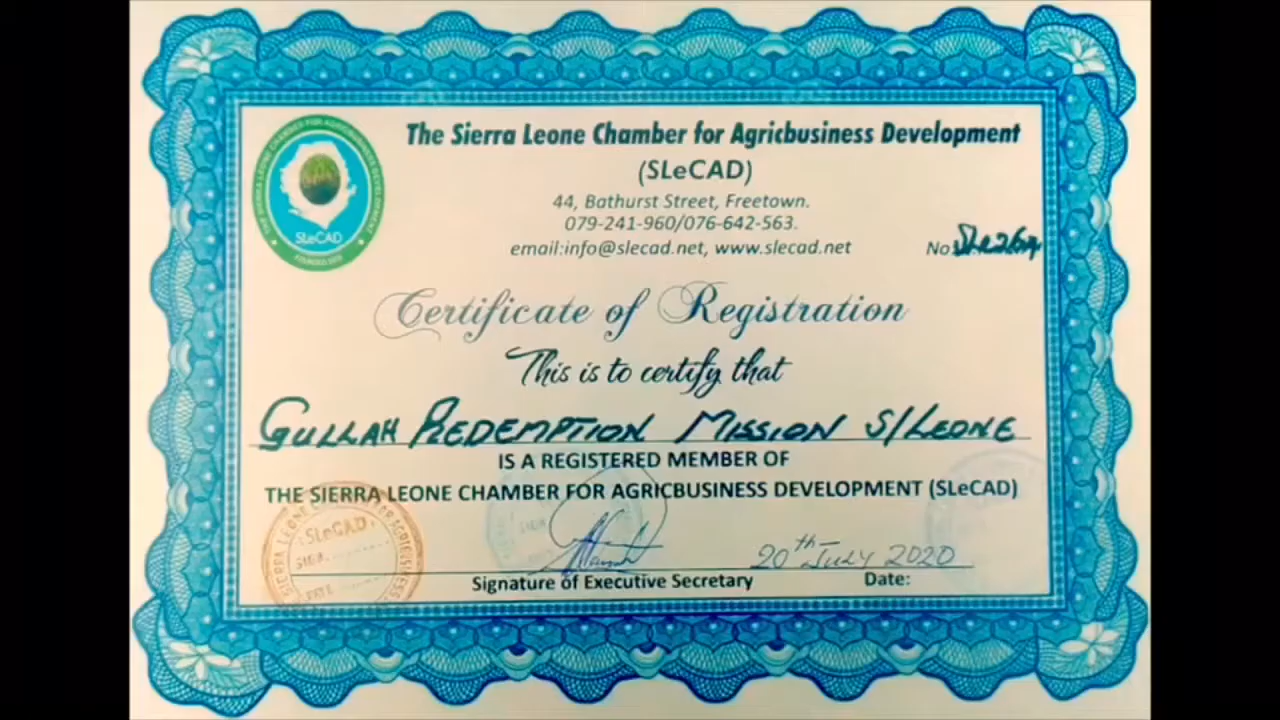 The Sierra Leone Chamber for Agricbusiness Development
(SLeCAD)
44, Bathurst Street, Freetown.
079-241-960/076-642-563.
email:info@slecad.net, www.slecad.net
No
SLeCAD
Certificate of Registration
This is to certify that
GULLAH REDEMPTION MISSION S/LEONE
IS A REGISTERED MEMBER OF
THE SIERRA LEONE CHAMBER FOR AGRICBUSINESS DEVELOPMENT (SLeCAD)
SLeCAD
20th JULY 2020
Signature of Executive Secretary
Date: